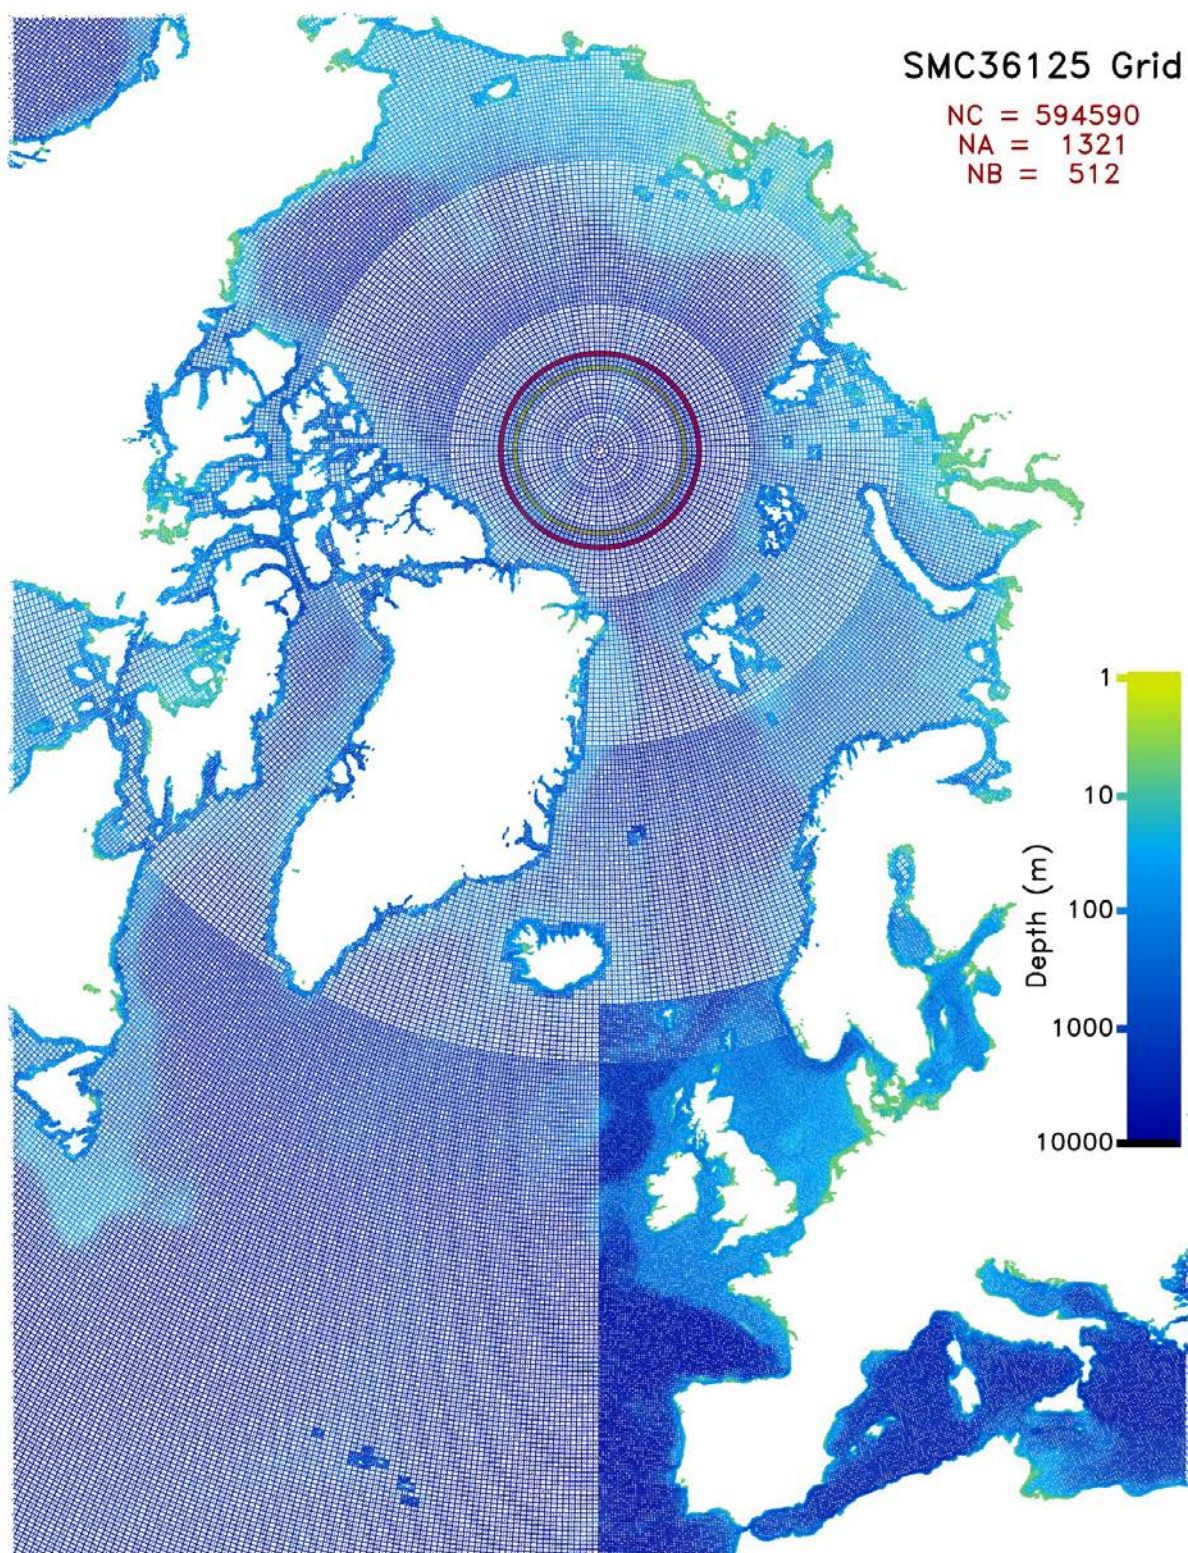 SMC36125 Grid
NC = 594590
NA = 1321
NB = 512
1
10
100
1000
10000
Depth (m)